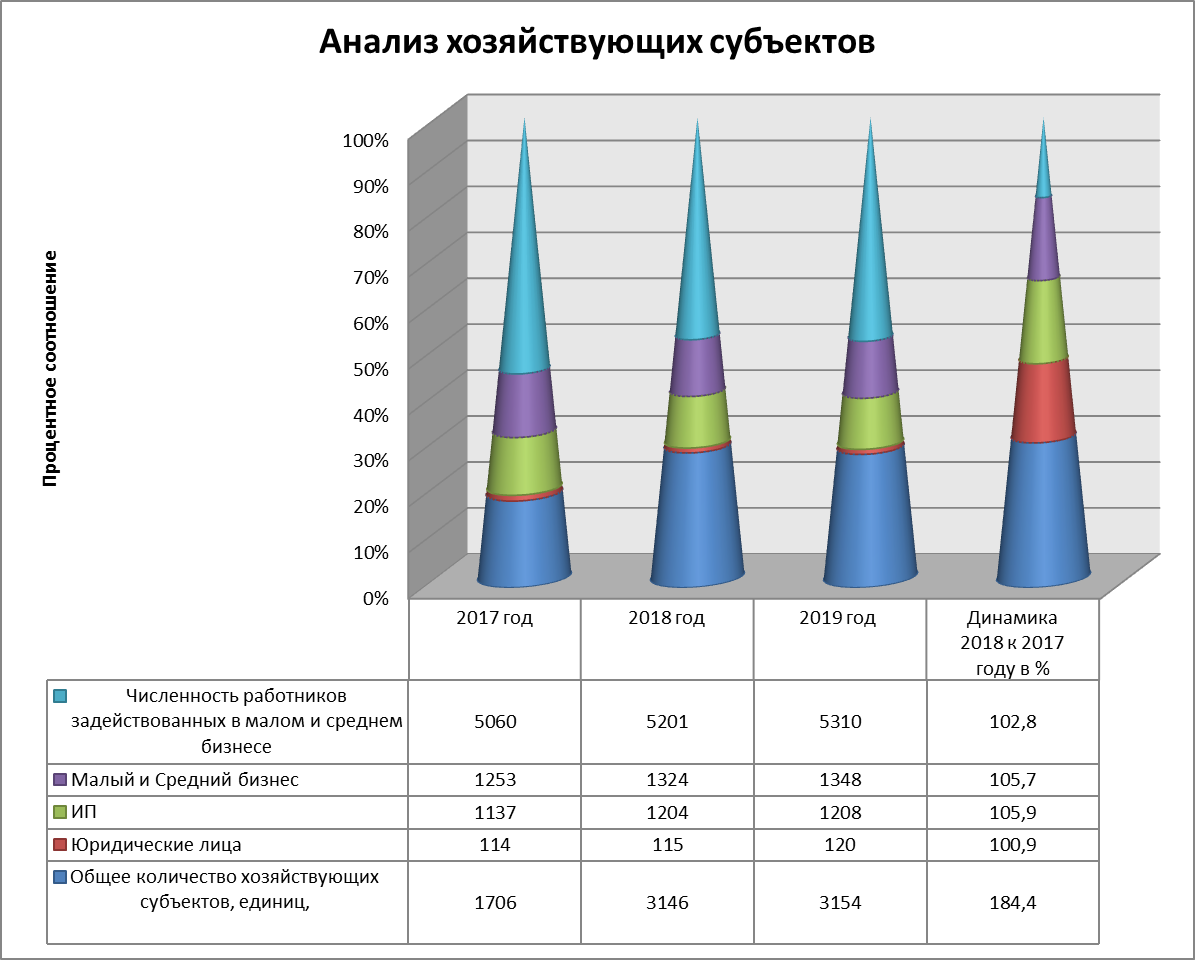 Анализ хозяйствующих субъектов
Процентное соотношение
100%
90%
80%
70%
60%
50%
40%
30%
20%
10%
0%
2017 год 2018 год 2019 год Динамика
2018 к 2017
году в %
Численность работников
задействованных в малом и среднем
бизнесе
5060 5201 5310 102,8
Малый и Средний бизнес 1253 1324 1348 105,7
ИП 1137 1204 1208 105,9
Юридические лица 114 115 120 100,9
Общее количество хозяйствующих
субъектов, единиц,
1706 3146 3154 184,4